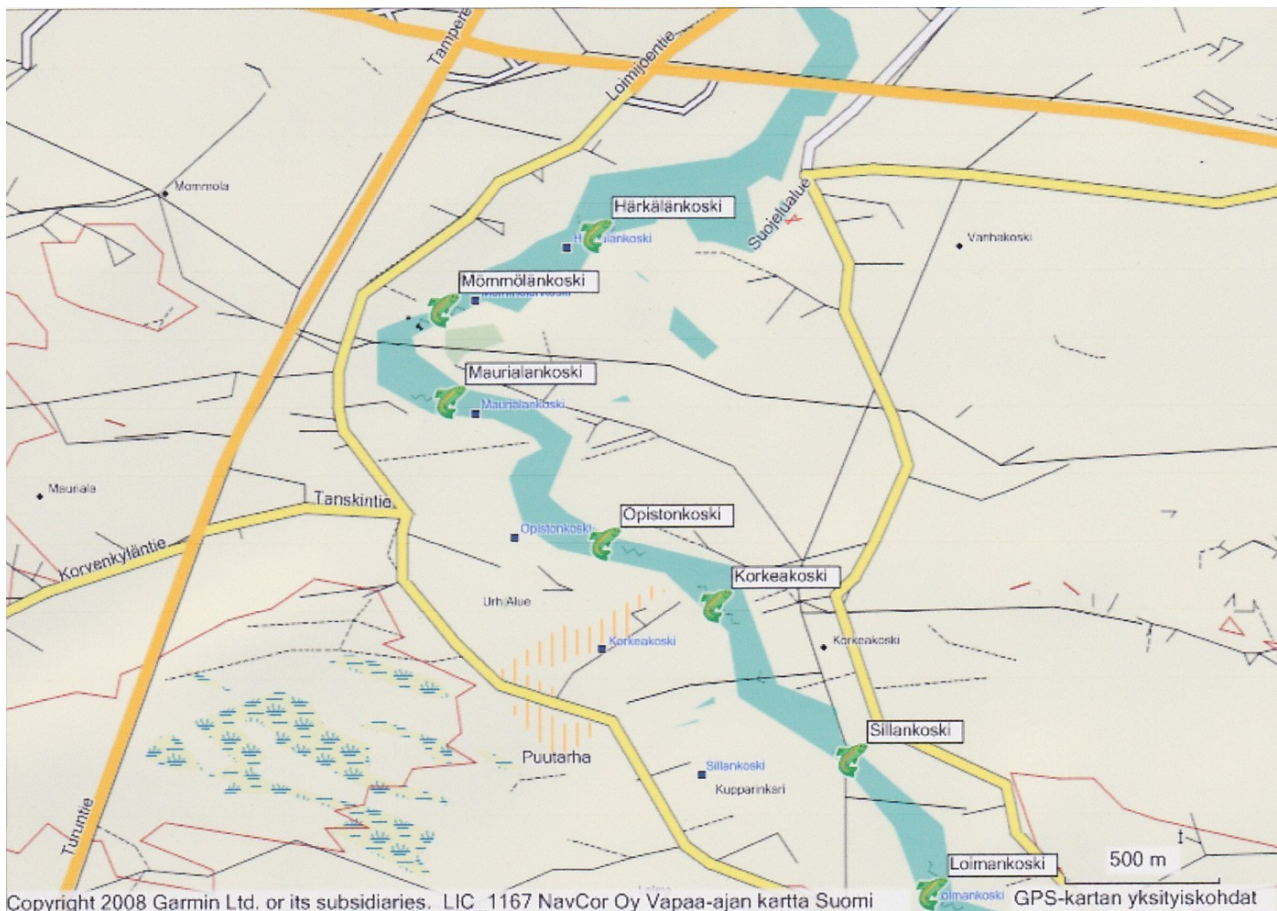 Tampere
Loimijoentie
Mommola
Härkälänkoski
Suojelualue
Vanhakoski
Mömmölänkoski
Maurialankoski
Maurialankoski
Mauriala
Tanskintie
Opistonkoski
Opistonkoski
Korvenkyläntie
Korkeakoski
Urh.Alue
Korkeakoski
Korkeakoski
Sillankoski
Puutarha
Sillankoski
Kupparinkari
Turuntie
Loimankoski
500 m
Copyright 2008 Garmin Ltd. or its subsidiaries. LIC 1167 NavCor Oy Vapaa-ajan kartta Suomi
GPS-kartan yksityiskohdat